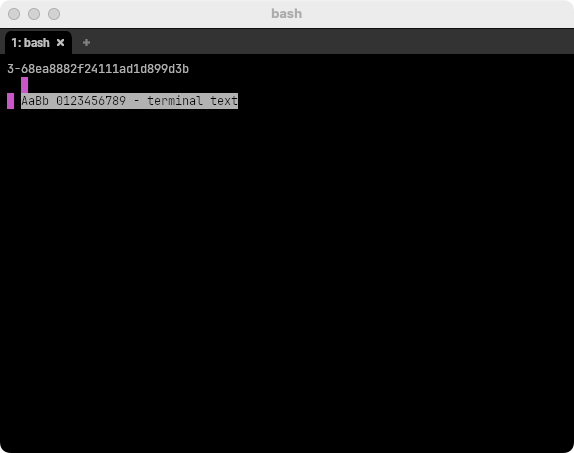 bash
1: bash × +
3-68ea8882f24111ad1d899d3b
AaBb 0123456789 - terminal text